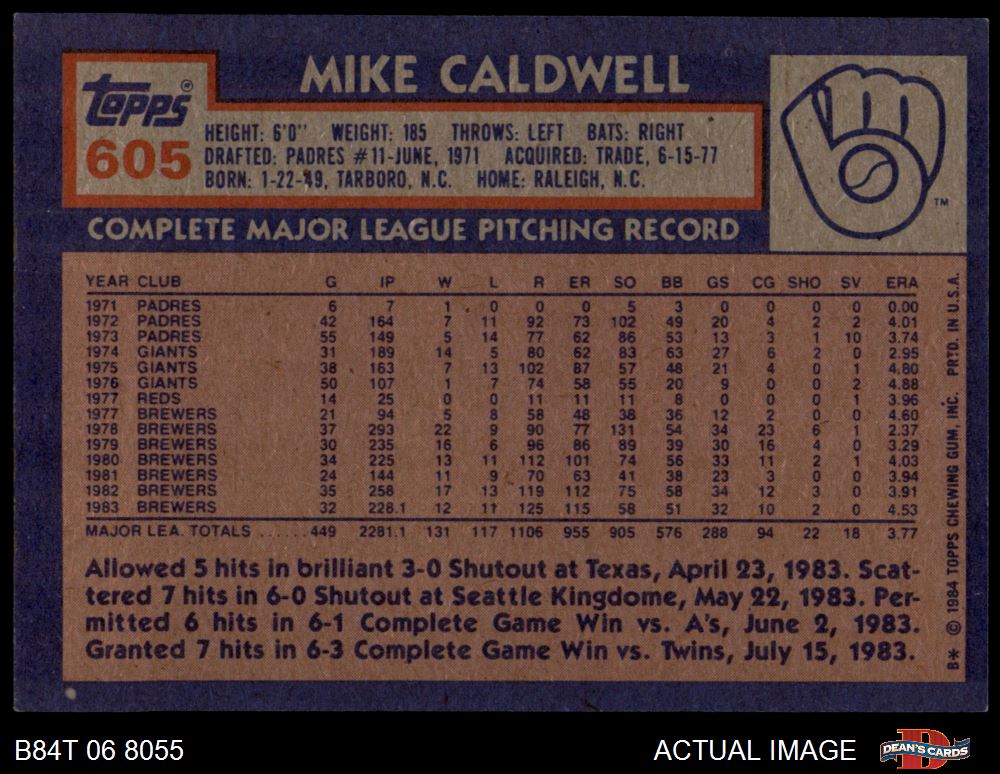 MIKE CALDWELL
Topps®
605
HEIGHT: 6'0" WEIGHT: 185 THROWS: LEFT BATS: RIGHT
DRAFTED: PADRES #11-JUNE, 1971 ACQUIRED: TRADE, 6-15-77
BORN: 1-22-49, TARBORO, N.C. HOME: RALEIGH, N.C.
TM
COMPLETE MAJOR LEAGUE PITCHING RECORD
YEAR CLUB G IP W L R ER SO BB GS CG SHO SV ERA
1971 PADRES 6 7 1 0 0 0 5 3 0 0 0 0 0.00
1972 PADRES 42 164 7 11 92 73 102 49 20 4 2 2 4.01
1973 PADRES 55 149 5 14 77 62 86 53 13 3 1 10 3.74
1974 GIANTS 31 189 14 5 80 62 83 63 27 6 2 0 2.95
1975 GIANTS 38 163 7 13 102 87 57 48 21 4 0 1 4.80
1976 GIANTS 50 107 1 7 74 58 55 20 9 0 0 2 4.88
1977 REDS 14 25 0 0 11 11 11 8 0 0 0 1 3.96
1977 BREWERS 21 94 5 8 58 48 38 36 12 2 0 0 4.60
1978 BREWERS 37 293 22 9 90 77 131 54 34 23 6 1 2.37
1979 BREWERS 30 235 16 6 96 86 89 39 30 16 4 0 3.29
1980 BREWERS 34 225 13 11 112 101 74 56 33 11 2 1 4.03
1981 BREWERS 24 144 11 9 70 63 41 38 23 3 0 0 3.94
1982 BREWERS 35 258 17 13 119 112 75 58 34 12 3 0 3.91
1983 BREWERS 32 228.1 12 11 125 115 58 51 32 10 2 0 4.53
MAJOR LEA. TOTALS ...... 449 2281.1 131 117 1106 955 905 576 288 94 22 18 3.77
Allowed 5 hits in brilliant 3-0 Shutout at Texas, April 23, 1983. Scat-
tered 7 hits in 6-0 Shutout at Seattle Kingdome, May 22, 1983. Per-
mitted 6 hits in 6-1 Complete Game Win vs. A's, June 2, 1983.
Granted 7 hits in 6-3 Complete Game Win vs. Twins, July 15, 1983.
B* © 1984 TOPPS CHEWING GUM, INC. PRTD. IN U.S.A.
B84T 06 8055
ACTUAL IMAGE
B
DEAN'S CARDS